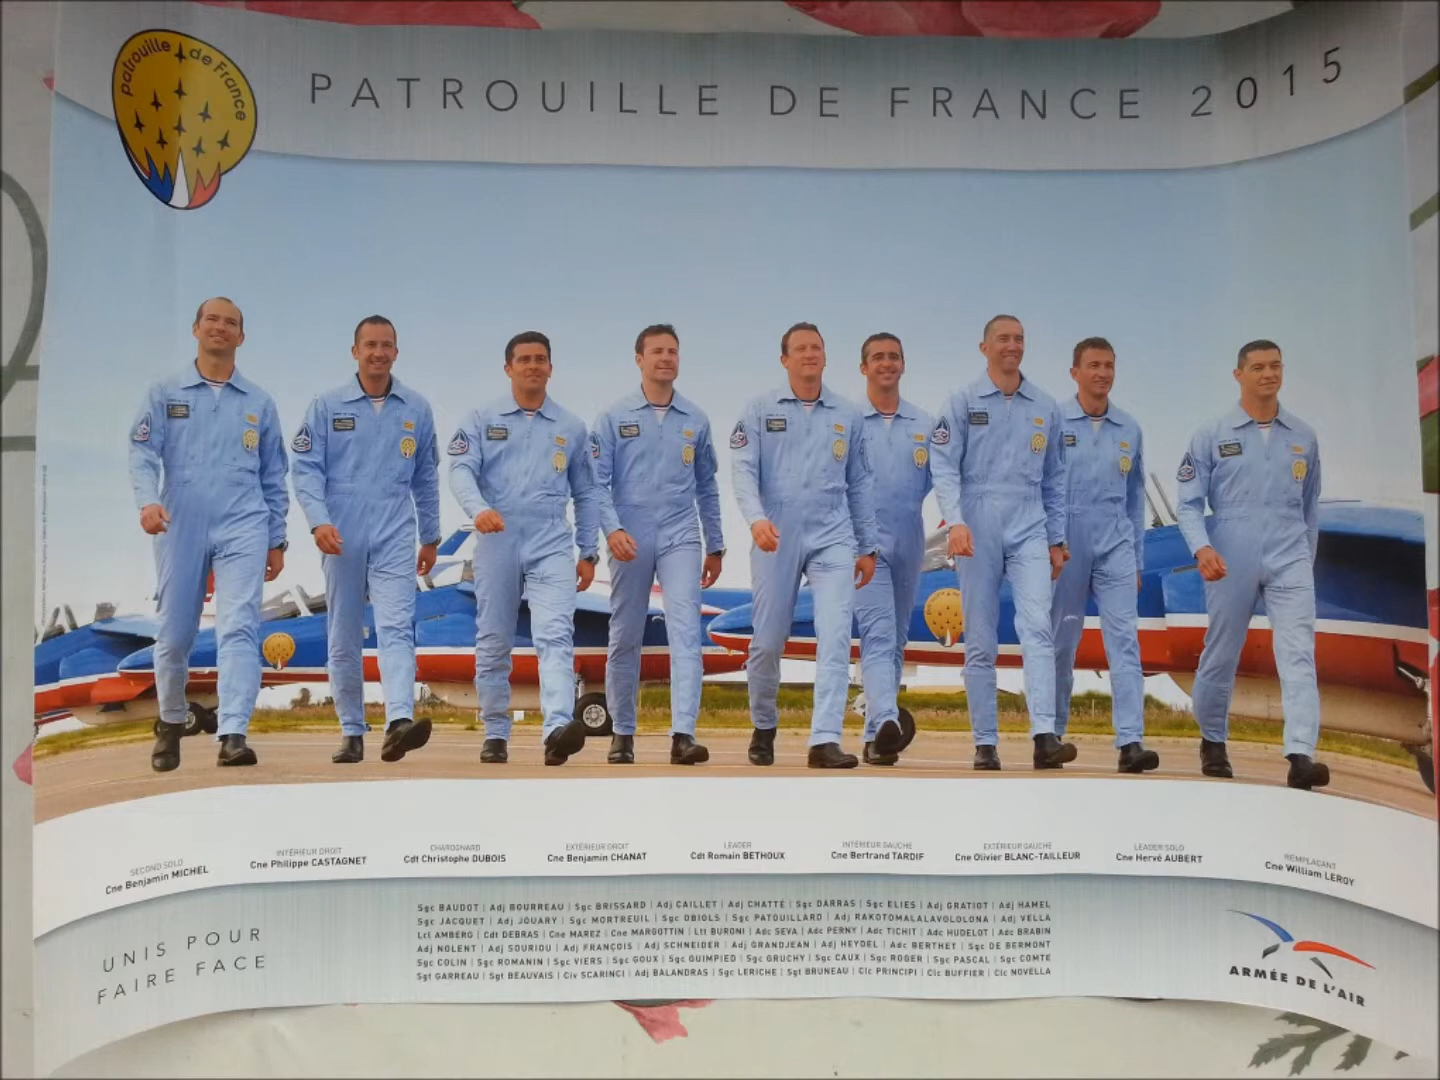 patrouille de France
PATROUILLE DE FRANCE 2015
SECOND SOLO
Cne Benjamin MICHEL
INTÉRIEUR DROIT
Cne Philippe CASTAGNET
CHAROGNARD
Cdt Christophe DUBOIS
EXTÉRIEUR DROIT
Cne Benjamin CHANAT
LEADER
Cdt Romain BETHOUX
INTÉRIEUR GAUCHE
Cne Bertrand TARDIF
EXTÉRIEUR GAUCHE
Cne Olivier BLANC-TAILLEUR
LEADER SOLO
Cne Hervé AUBERT
REMPLAÇANT
Cne William LEROY
UNIS POUR
FAIRE FACE
Sgc BAUDOT | Adj BOURREAU | Sgc BRISSARD | Adj CAILLET | Adj CHATTÉ | Sgc DARRAS | Sgc ELIES | Adj GRATIOT | Adj HAMEL
Sgc JACQUET | Adj JOUARY | Sgc MORTREUIL | Sgc OBIOLS | Sgc PATOUILLARD | Adj RAKOTOMALALAVOLOLONA | Adj VELLA
Lcl AMBERG | Cdt DEBRAS | Cne MAREZ | Cne MARGOTTIN | Ltt BURONI | Adc SEVA | Adc PERNY | Adc TICHIT | Adc HUDELOT | Adc BRABIN
Adj NOLENT | Adj SOURIOU | Adj FRANÇOIS | Adj SCHNEIDER | Adj GRANDJEAN | Adj HEYDEL | Adc BERTHET | Sgc DE BERMONT
Sgc COLIN | Sgc ROMANIN | Sgc VIERS | Sgc GOUX | Sgc GUIMPIED | Sgc GRUCHY | Sgc CAUX | Sgc ROGER | Sgc PASCAL | Sgc COMTE
Sgt GARREAU | Sgt BEAUVAIS | Civ SCARINCI | Adj BALANDRAS | Sgc LERICHE | Sgt BRUNEAU | Clc PRINCIPI | Clc BUFFIER | Clc NOVELLA
ARMÉE DE L'AIR